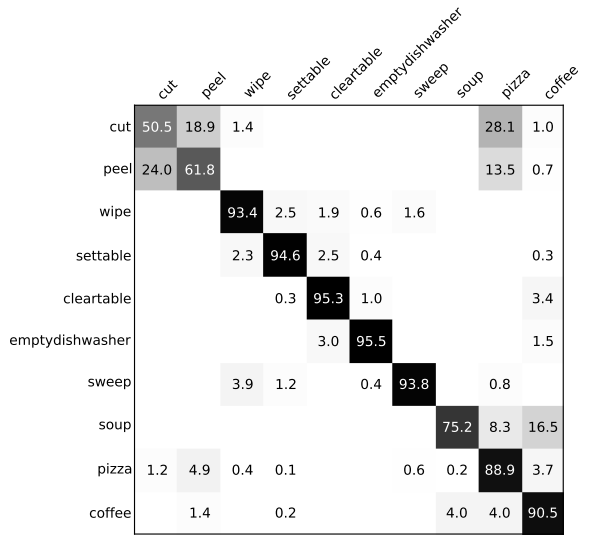 cut peel wipe settable cleartable emptydishwasher sweep soup pizza coffee
cut 50.5 18.9 1.4 28.1 1.0
peel 24.0 61.8 13.5 0.7
wipe 93.4 2.5 1.9 0.6 1.6
settable 2.3 94.6 2.5 0.4 0.3
cleartable 0.3 95.3 1.0 3.4
emptydishwasher 3.0 95.5 1.5
sweep 3.9 1.2 0.4 93.8 0.8
soup 75.2 8.3 16.5
pizza 1.2 4.9 0.4 0.1 0.6 0.2 88.9 3.7
coffee 1.4 0.2 4.0 4.0 90.5